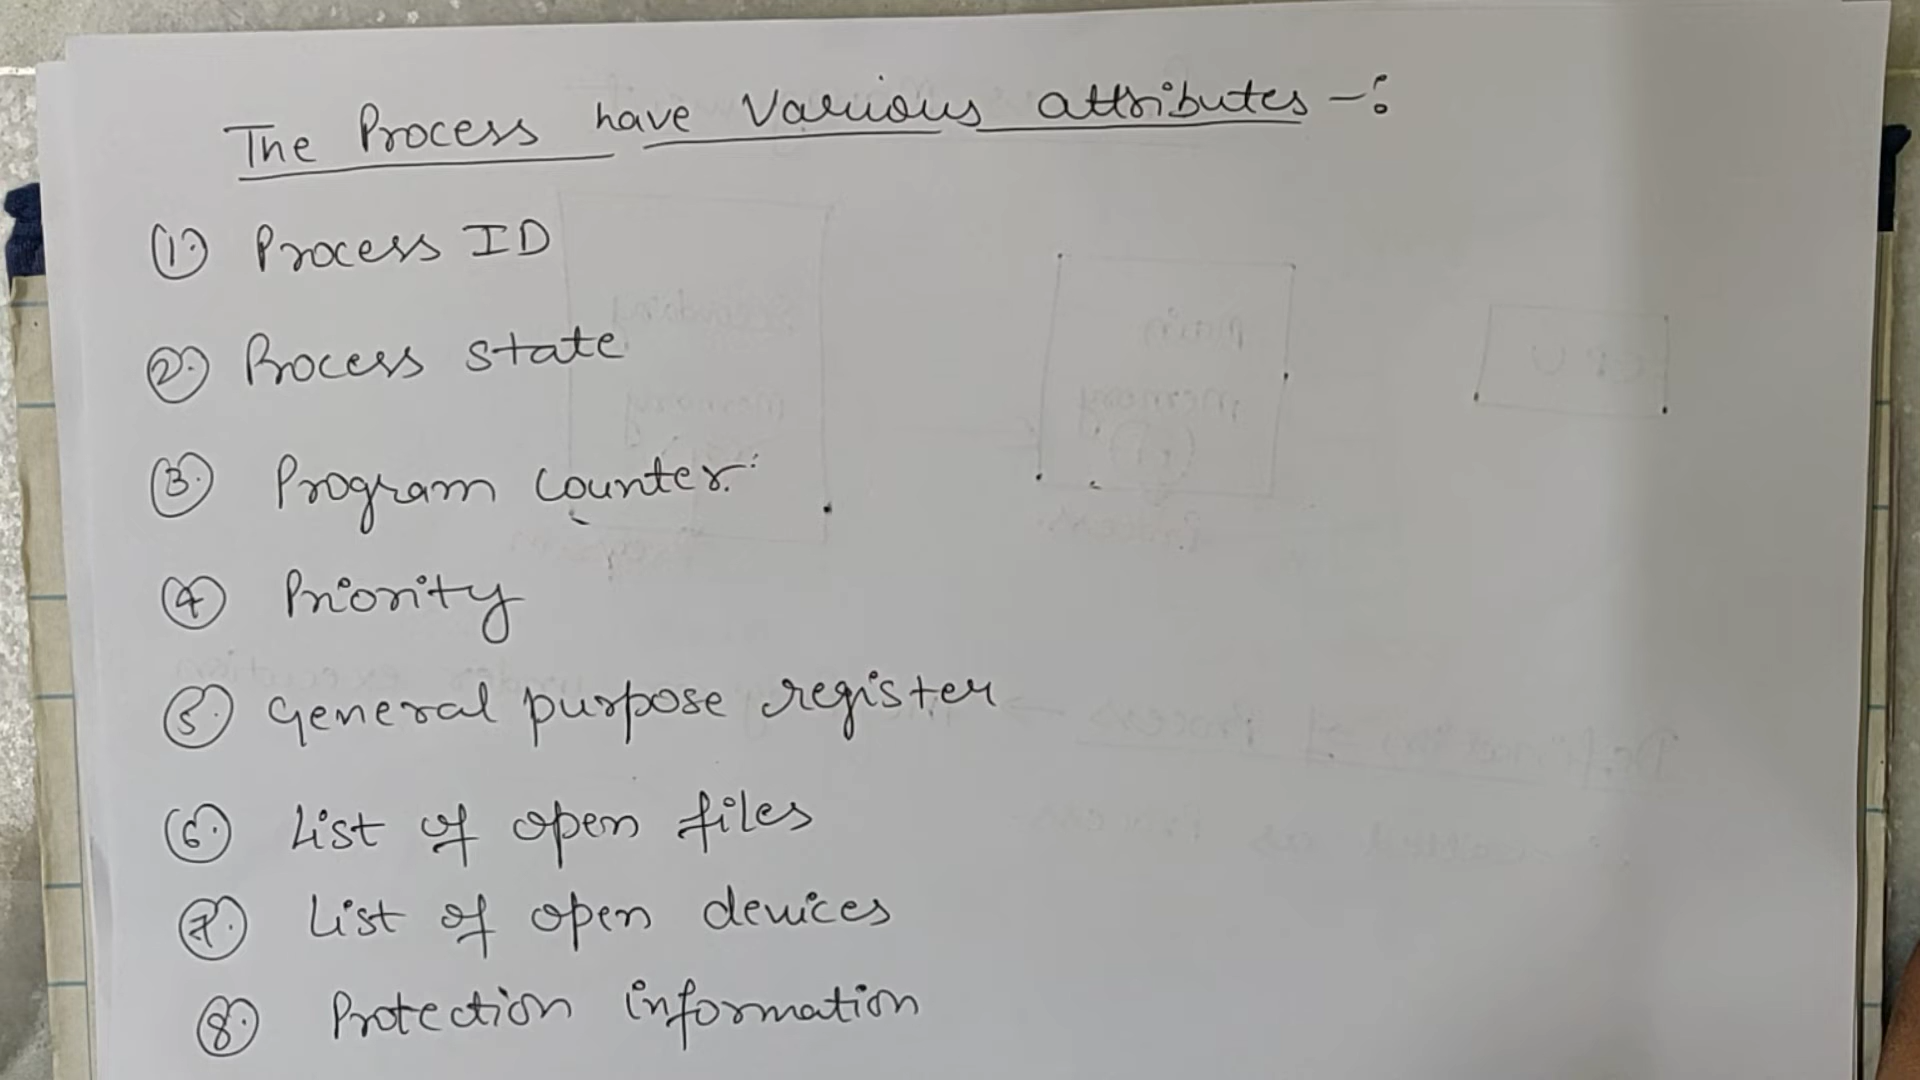 The Process have Various attributes -:
1. Process ID
2. Process state
3. Program counter:
4. Priority
5. General purpose register
6. List of open files
7. List of open devices
8. Protection information